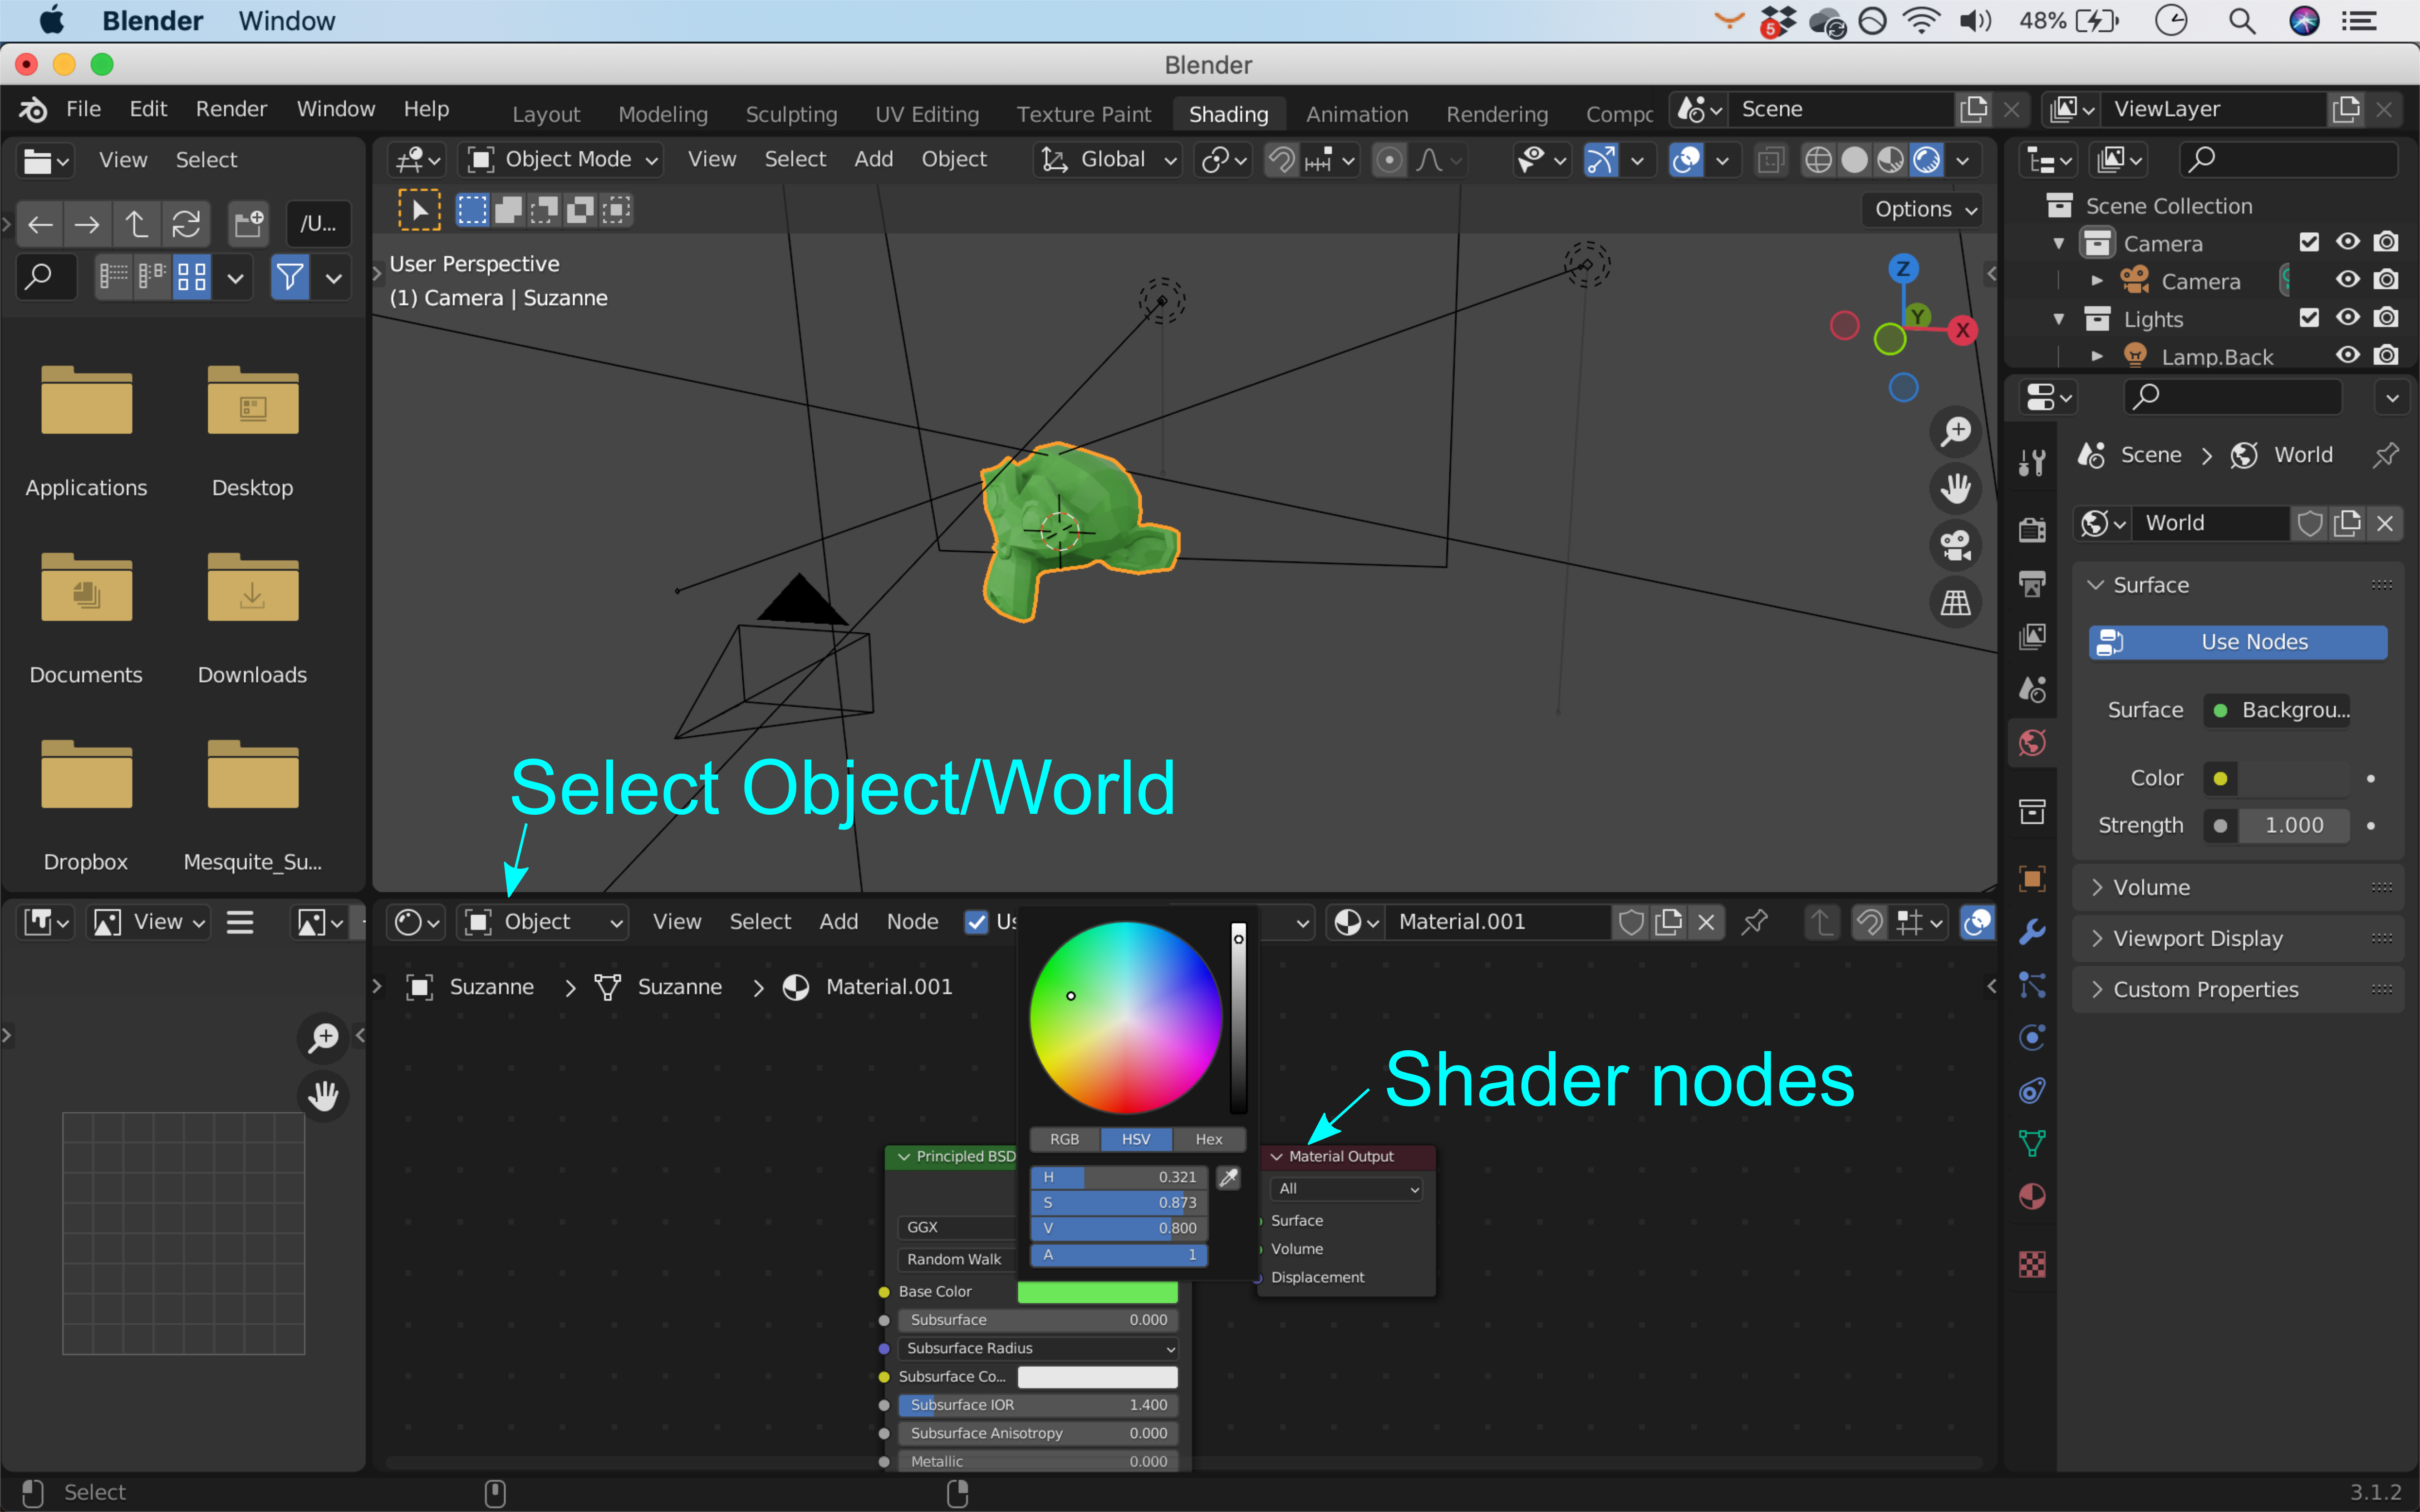 Blender Window
5 48%
Blender
File Edit Render Window Help
Layout Modeling Sculpting UV Editing Texture Paint Shading Animation Rendering Compc
Scene ViewLayer
View Select
Object Mode View Select Add Object Global
/U...
Options
User Perspective
(1) Camera | Suzanne
Z
Y
X
Applications Desktop
Documents Downloads
Dropbox Mesquite_Su...
Select Object/World
Scene Collection
Camera
Camera
Lights
Lamp.Back
Scene > World
World
Surface
Use Nodes
Surface Backgrou...
Color
Strength 1.000
Volume
Viewport Display
Custom Properties
View
Object View Select Add Node Us Material.001
Suzanne > Suzanne > Material.001
Shader nodes
RGB HSV Hex
H 0.321
S 0.873
V 0.800
A 1
Principled BSD
GGX
Random Walk
Base Color
Subsurface 0.000
Subsurface Radius
Subsurface Co...
Subsurface IOR 1.400
Subsurface Anisotropy 0.000
Metallic 0.000
Material Output
All
Surface
Volume
Displacement
Select
3.1.2